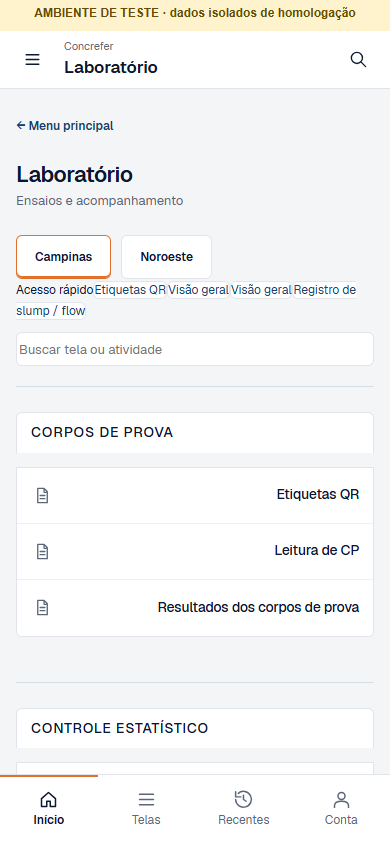 AMBIENTE DE TESTE · dados isolados de homologação
Concrefer
Laboratório
← Menu principal
Laboratório
Ensaios e acompanhamento
Campinas
Noroeste
Acesso rápido Etiquetas QR Visão geral Visão geral Registro de
slump / flow
Buscar tela ou atividade
CORPOS DE PROVA
Etiquetas QR
Leitura de CP
Resultados dos corpos de prova
CONTROLE ESTATÍSTICO
Início
Telas
Recentes
Conta